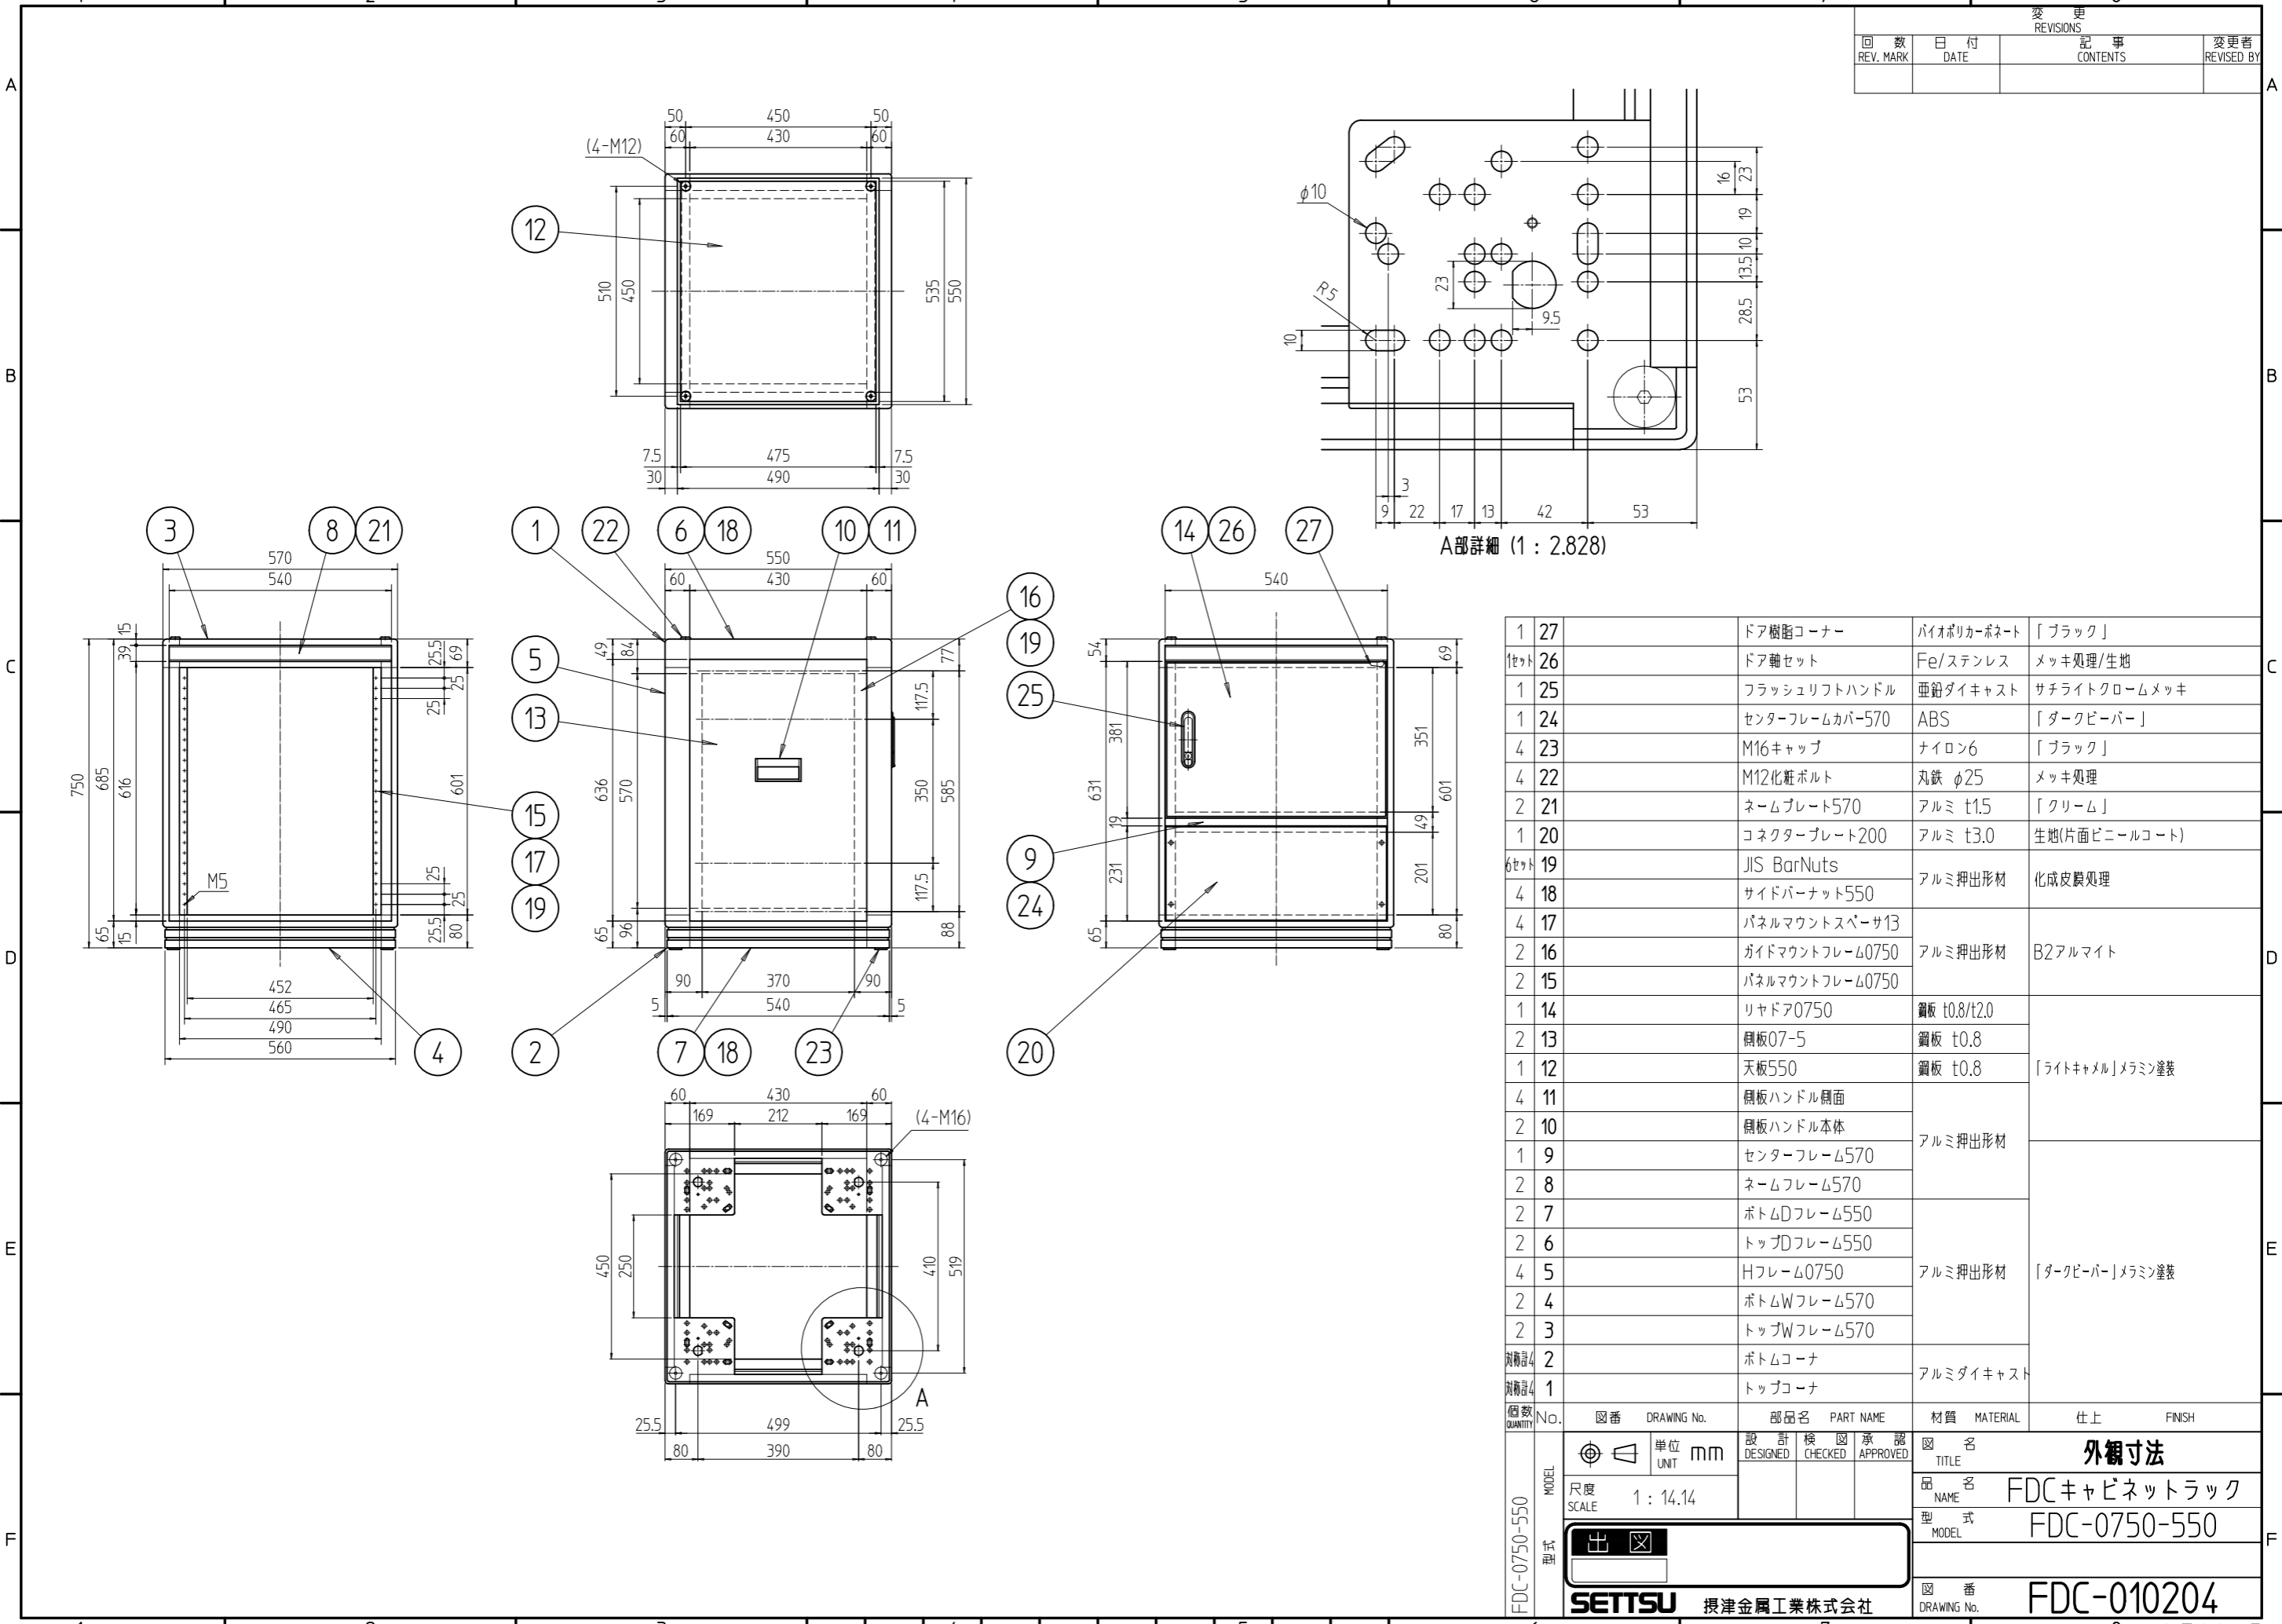 変更
REVISIONS
回数 REV. MARK
日付 DATE
記事 CONTENTS
変更者 REVISED BY
A
B
C
D
E
F
A
B
C
D
E
F
50 450 50
60 430 60
(4-M12)
12
510
450
535
550
7.5 475 7.5
30 490 30
φ10
R5
10
23
9.5
16
23
19
10
13.5
28.5
53
3
9 22 17 13 42 53
A部詳細 (1 : 2.828)
3
8
21
570
540
15
39
750
685
616
65
15
M5
25.5
69
25
25
601
25
25
25.5
80
452
465
490
560
4
15
17
19
1
22
6
18
10
11
5
13
2
7
18
23
550
60 430 60
49
84
636
570
65
96
77
117.5
350
585
117.5
88
90 370 90
5 540 5
16
19
25
9
24
20
14
26
27
540
54
381
631
19
231
65
69
351
601
49
201
80
60 430 60
169 212 169
(4-M16)
450
250
410
519
A
25.5 499 25.5
80 390 80
1 27 ドア樹脂コーナー バイオポリカーボネート 「ブラック」
1セット 26 ドア軸セット Fe/ステンレス メッキ処理/生地
1 25 フラッシュリフトハンドル 亜鉛ダイキャスト サチライトクロームメッキ
1 24 センターフレームカバー570 ABS 「ダークビーバー」
4 23 M16キャップ ナイロン6 「ブラック」
4 22 M12化粧ボルト 丸鉄 φ25 メッキ処理
2 21 ネームプレート570 アルミ t1.5 「クリーム」
1 20 コネクタープレート200 アルミ t3.0 生地(片面ビニールコート)
6セット 19 JIS BarNuts アルミ押出形材 化成皮膜処理
4 18 サイドバーナット550
4 17 パネルマウントスペーサ13
2 16 ガイドマウントフレーム0750 アルミ押出形材 B2アルマイト
2 15 パネルマウントフレーム0750
1 14 リヤドア0750 鋼板 t0.8/t2.0
2 13 側板07-5 鋼板 t0.8
1 12 天板550 鋼板 t0.8 「ライトキャメル」メラミン塗装
4 11 側板ハンドル側面
2 10 側板ハンドル本体 アルミ押出形材
1 9 センターフレーム570
2 8 ネームフレーム570
2 7 ボトムDフレーム550
2 6 トップDフレーム550
4 5 Hフレーム0750 アルミ押出形材 「ダークビーバー」メラミン塗装
2 4 ボトムWフレーム570
2 3 トップWフレーム570
対称計4 2 ボトムコーナ アルミダイキャスト
対称計4 1 トップコーナ
個数 QUANTITY No. 図番 DRAWING No. 部品名 PART NAME 材質 MATERIAL 仕上 FINISH
FDC-0750-550
型式 MODEL
単位 UNIT mm
設計 DESIGNED
検図 CHECKED
承認 APPROVED
尺度 SCALE 1 : 14.14
出図
SETTSU 摂津金属工業株式会社
図名 TITLE 外観寸法
品名 NAME FDCキャビネットラック
型式 MODEL FDC-0750-550
図番 DRAWING No. FDC-010204